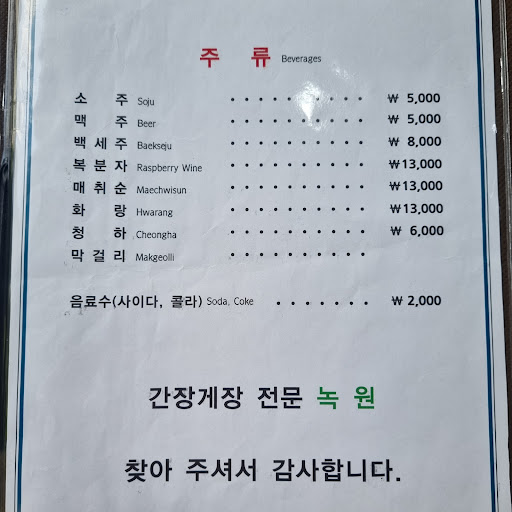 주 류 Beverages
소 주 Soju · · · · · · · · · · ₩ 5,000
맥 주 Beer · · · · · · · · · · ₩ 5,000
백 세 주 Baekseju · · · · · · · · · · ₩ 8,000
복 분 자 Raspberry Wine · · · · · · · · · · ₩13,000
매 취 순 Maechwisun · · · · · · · · · · ₩13,000
화 랑 Hwarang · · · · · · · · · · ₩13,000
청 하 Cheongha · · · · · · · · · · ₩ 6,000
막 걸 리 Makgeolli · · · · · · · · · ·
음료수(사이다, 콜라) Soda, Coke · · · · · · · ₩ 2,000
간장게장 전문 녹 원
찾아 주셔서 감사합니다.